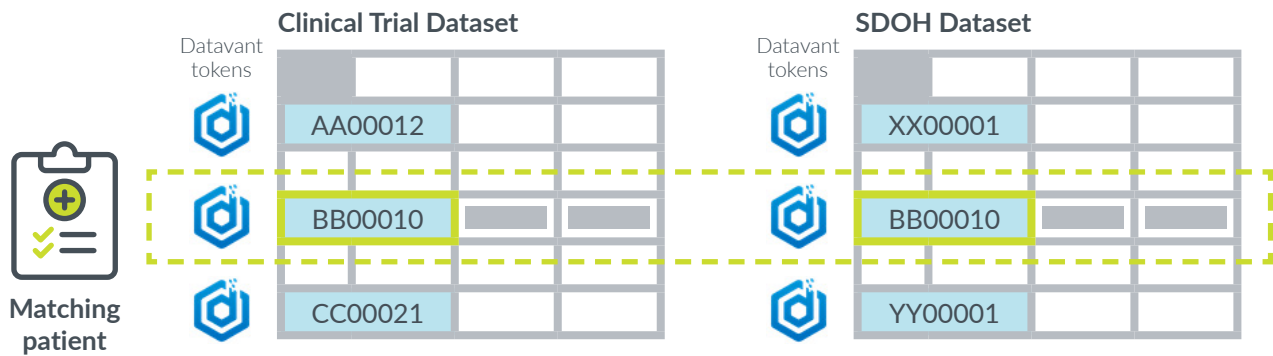 Clinical Trial Dataset
SDOH Dataset
Datavant
tokens
Datavant
tokens
AA00012
XX00001
BB00010
BB00010
CC00021
YY00001
Matching
patient